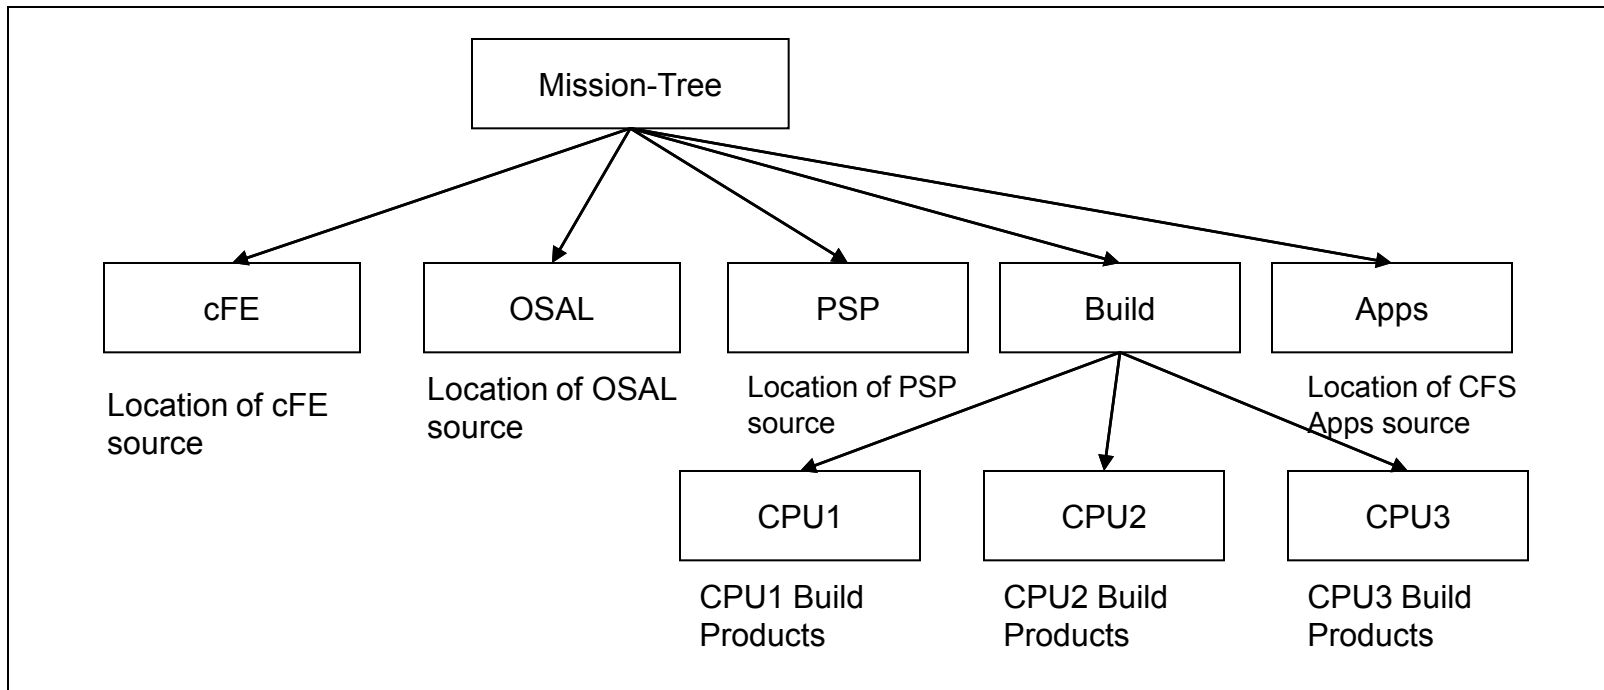 Mission-Tree
cFE
OSAL
PSP
Build
Apps
Location of cFE
source
Location of OSAL
source
Location of PSP
source
Location of CFS
Apps source
CPU1
CPU2
CPU3
CPU1 Build
Products
CPU2 Build
Products
CPU3 Build
Products